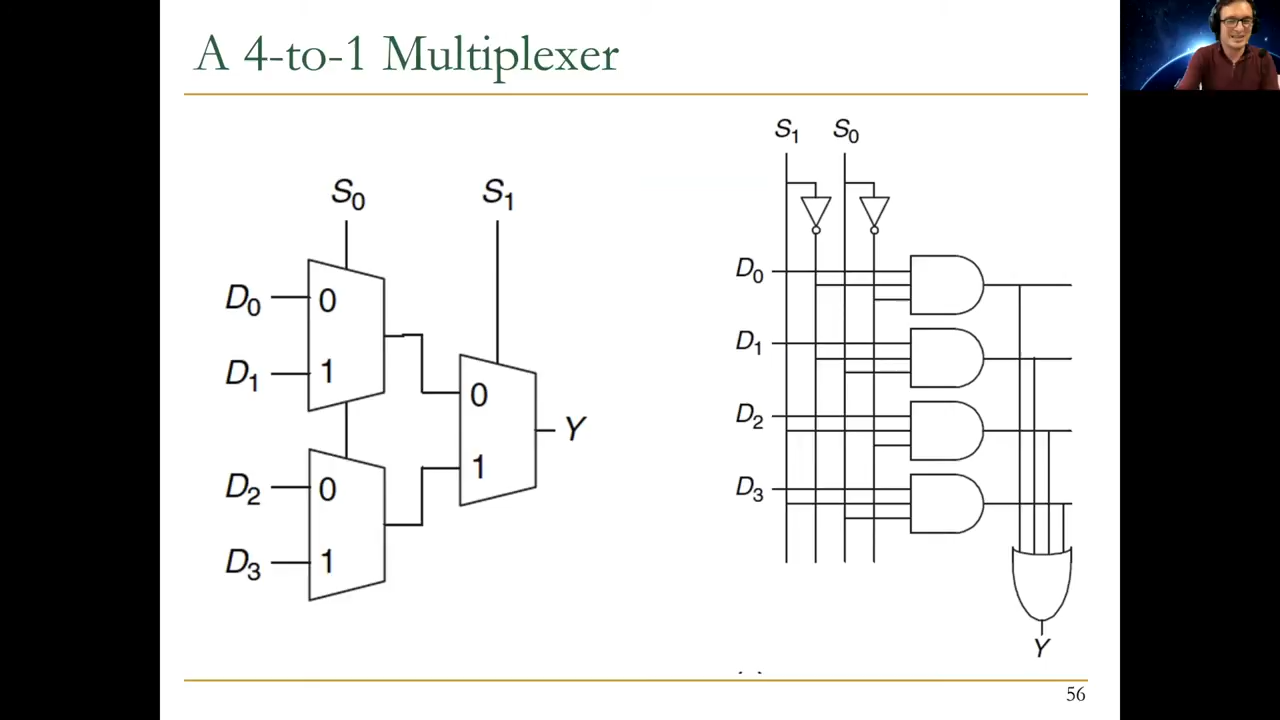 A 4-to-1 Multiplexer
S₀
S₁
D₀
0
D₁
1
D₂
0
D₃
1
0
1
Y
S₁
S₀
D₀
D₁
D₂
D₃
Y
56